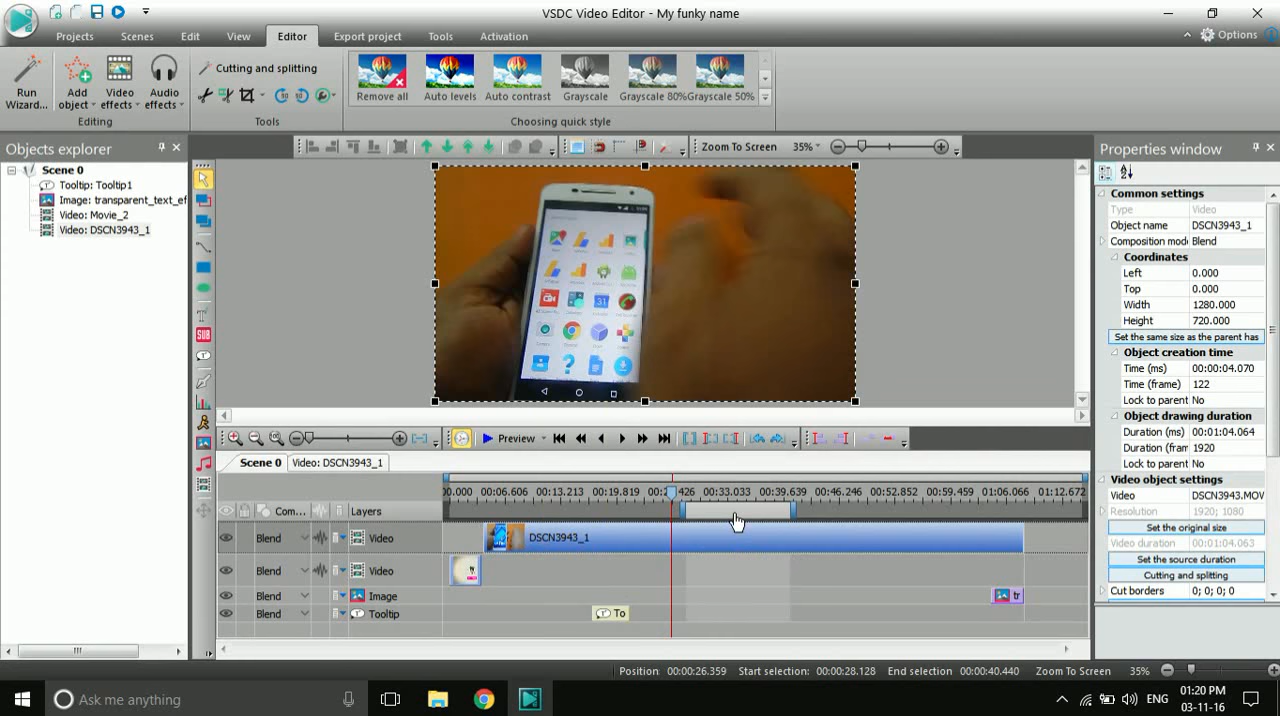 VSDC Video Editor - My funky name
Projects Scenes Edit View Editor Export project Tools Activation
Options
Run Wizard...
Add object
Video effects
Audio effects
Editing
Cutting and splitting
Tools
Remove all
Auto levels
Auto contrast
Grayscale
Grayscale 80%
Grayscale 50%
Choosing quick style
Objects explorer
Scene 0
Tooltip: Tooltip1
Image: transparent_text_ef
Video: Movie_2
Video: DSCN3943_1
Zoom To Screen 35%
SUB
Properties window
Common settings
Type Video
Object name DSCN3943_1
Composition mod Blend
Coordinates
Left 0.000
Top 0.000
Width 1280.000
Height 720.000
Set the same size as the parent has
Object creation time
Time (ms) 00:00:04.070
Time (frame) 122
Lock to parent No
Object drawing duration
Duration (ms) 00:01:04.064
Duration (fram 1920
Lock to parent No
Video object settings
Video DSCN3943.MOV
Resolution 1920; 1080
Set the original size
Video duration 00:01:04.063
Set the source duration
Cutting and splitting
Cut borders 0; 0; 0; 0
Preview
Scene 0 Video: DSCN3943_1
00.000 00:06.606 00:13.213 00:19.819 426 00:33.033 00:39.639 00:46.246 00:52.852 00:59.459 01:06.066 01:12.672
Com... Layers
Blend Video DSCN3943_1
Blend Video
Blend Image tr
Blend Tooltip To
Position: 00:00:26.359 Start selection: 00:00:28.128 End selection: 00:00:40.440 Zoom To Screen 35%
Ask me anything
ENG
01:20 PM
03-11-16